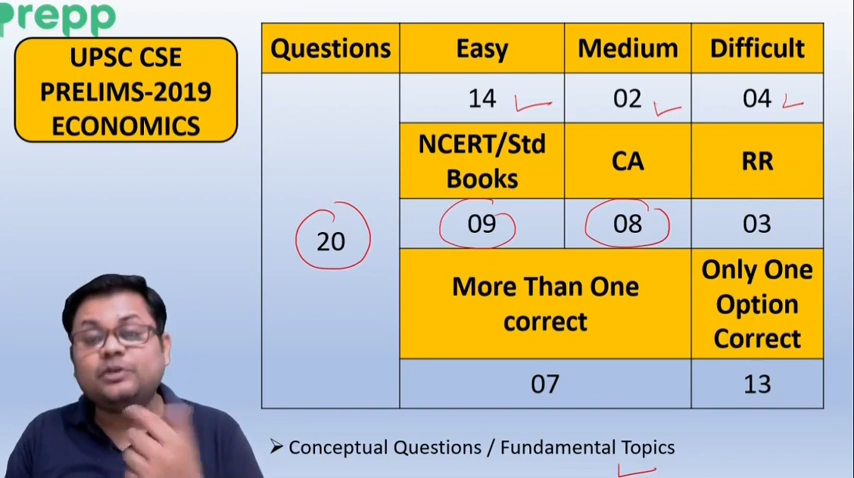 prepp
UPSC CSE
PRELIMS-2019
ECONOMICS
Questions Easy Medium Difficult
14 02 04
NCERT/Std
Books
CA RR
20
09 08 03
More Than One
correct
Only One
Option
Correct
07 13
➤ Conceptual Questions / Fundamental Topics